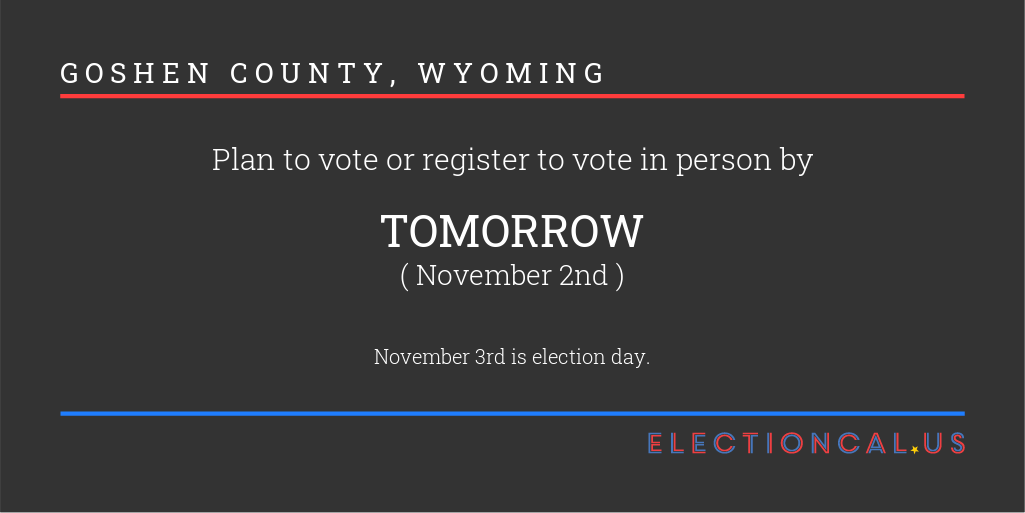 GOSHEN COUNTY, WYOMING
Plan to vote or register to vote in person by
TOMORROW
( November 2nd )
November 3rd is election day.
ELECTIONCAL★US